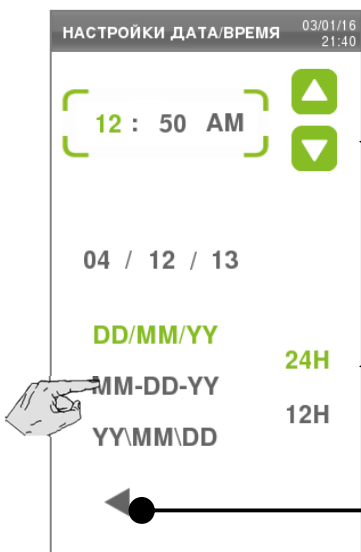 НАСТРОЙКИ ДАТА/ВРЕМЯ 03/01/16
21:40
12 : 50 AM
04 / 12 / 13
DD/MM/YY
24H
MM-DD-YY
12H
YY\MM\DD